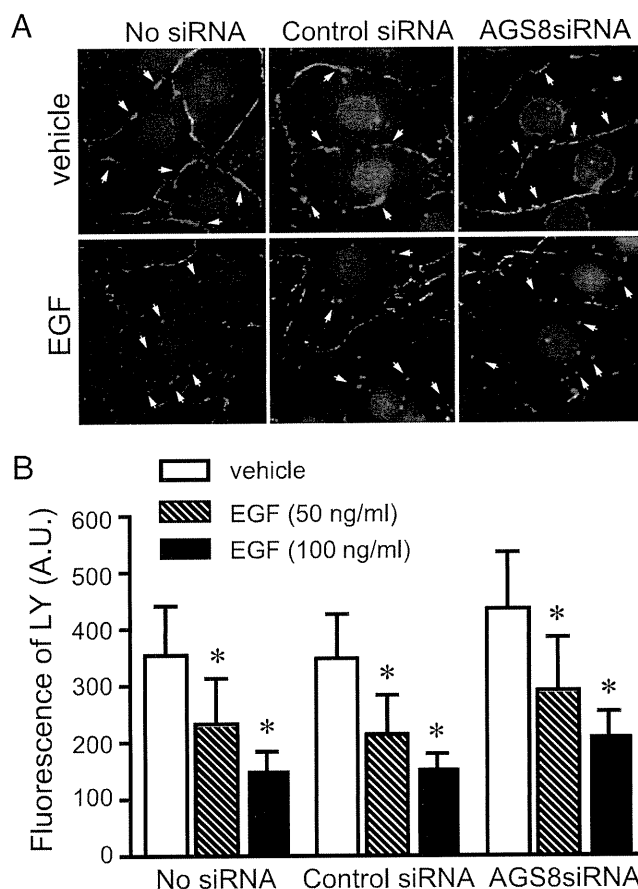 A
No siRNA
Control siRNA
AGS8siRNA
vehicle
EGF
B
vehicle
EGF (50 ng/ml)
EGF (100 ng/ml)
Fluorescence of LY (A.U.)
600
500
400
300
200
100
0
*
*
*
*
*
*
No siRNA
Control siRNA
AGS8siRNA